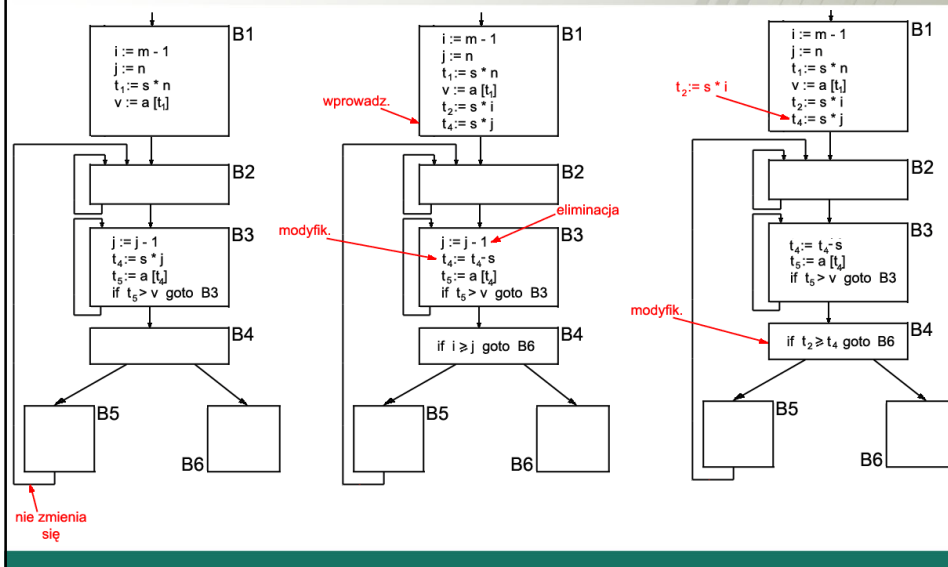 B1
i := m - 1
j := n
t₁:= s * n
v := a [t₁]
B2
B3
j := j - 1
t₄:= s * j
t₅:= a [t₄]
if t₅ > v goto B3
B4
B5
B6
nie zmienia
się
B1
i := m - 1
j := n
t₁:= s * n
v := a [t₁]
t₂:= s * i
t₄:= s * j
wprowadz.
B2
eliminacja
modyfik.
B3
j := j - 1
t₄:= t₄- s
t₅:= a [t₄]
if t₅ > v goto B3
B4
if i ⩾ j goto B6
B5
B6
B1
i := m - 1
j := n
t₁:= s * n
v := a [t₁]
t₂:= s * i
t₄:= s * j
t₂:= s * i
B2
B3
t₄:= t₄- s
t₅:= a [t₄]
if t₅ > v goto B3
modyfik.
B4
if t₂ ⩾ t₄ goto B6
B5
B6